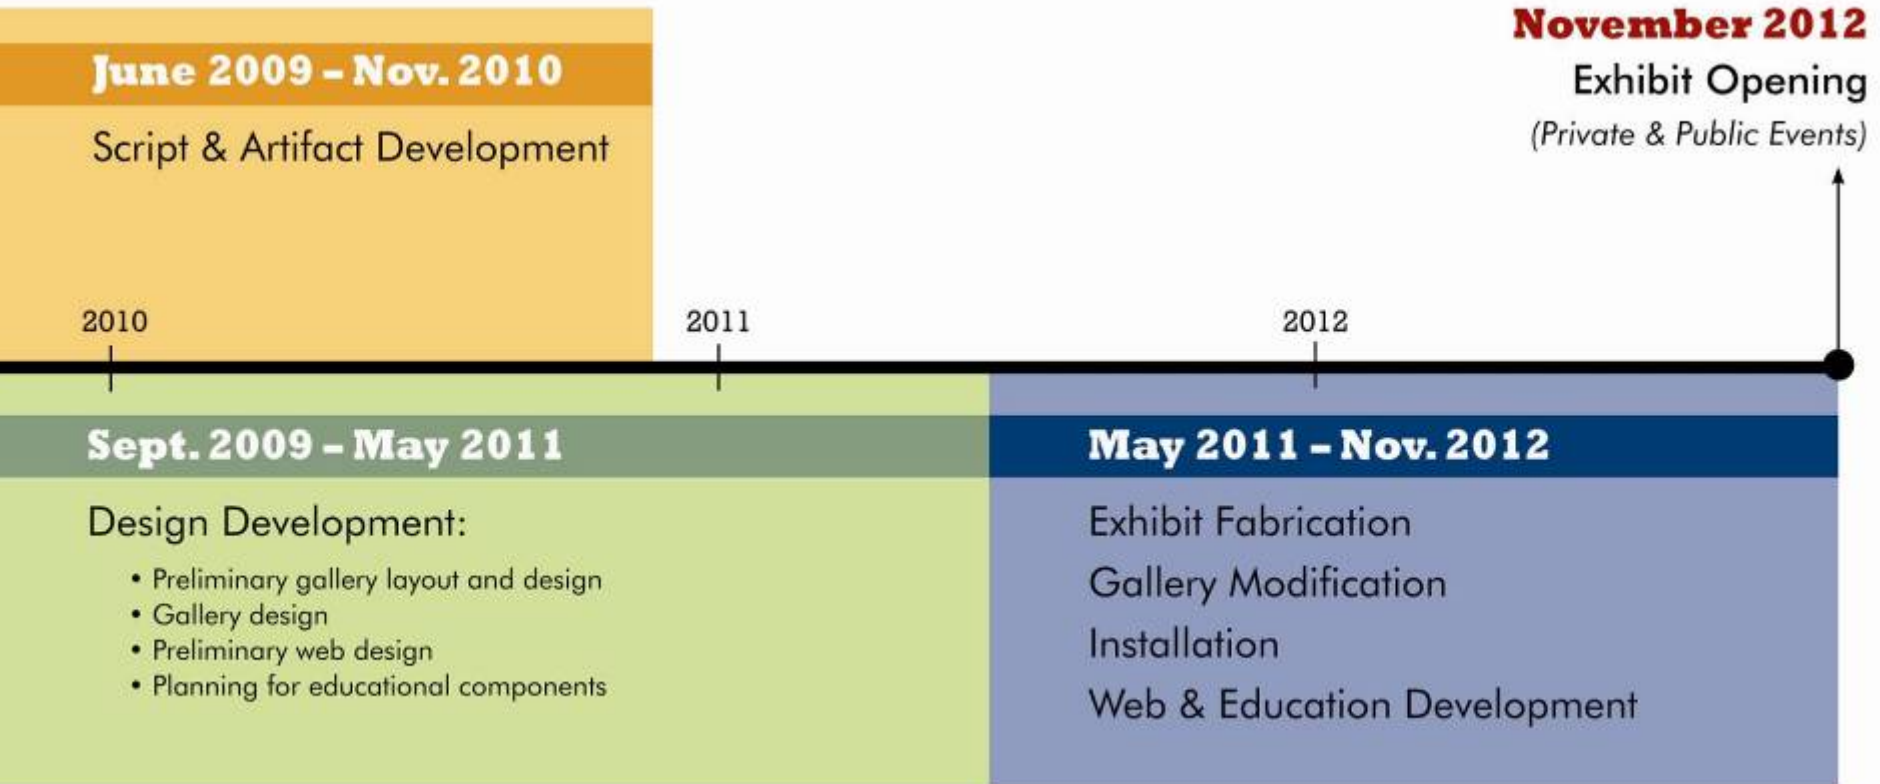 June 2009 – Nov. 2010
Script & Artifact Development
November 2012
Exhibit Opening
(Private & Public Events)
2010
2011
2012
Sept. 2009 – May 2011
Design Development:
• Preliminary gallery layout and design
• Gallery design
• Preliminary web design
• Planning for educational components
May 2011 – Nov. 2012
Exhibit Fabrication
Gallery Modification
Installation
Web & Education Development